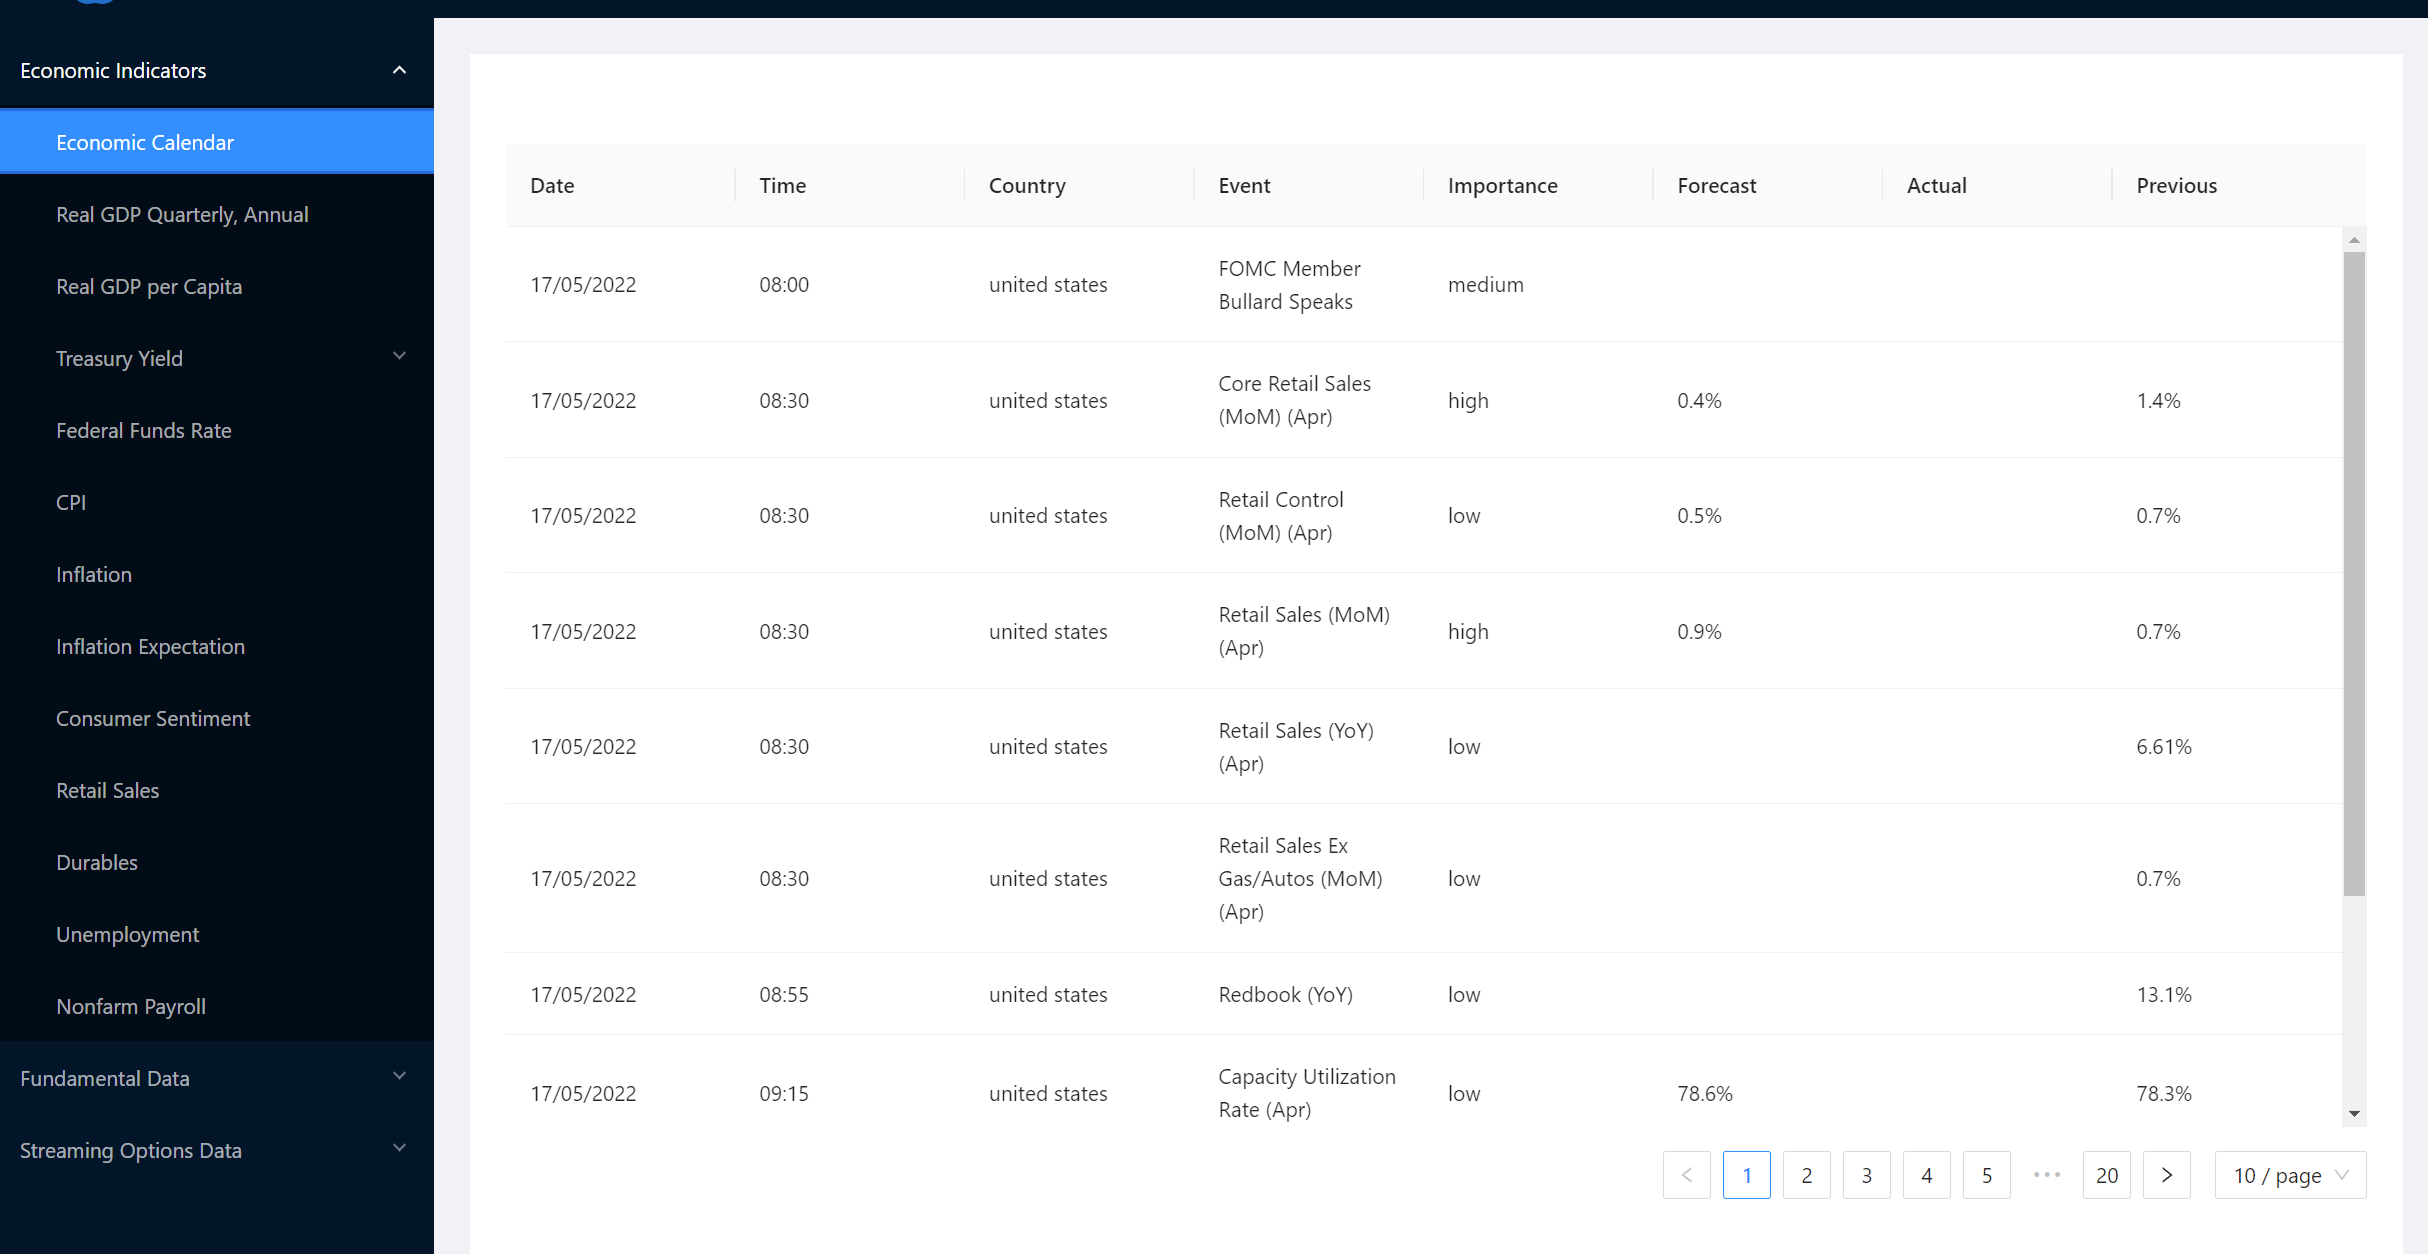 Economic Indicators
Economic Calendar
Real GDP Quarterly, Annual
Real GDP per Capita
Treasury Yield
Federal Funds Rate
CPI
Inflation
Inflation Expectation
Consumer Sentiment
Retail Sales
Durables
Unemployment
Nonfarm Payroll
Fundamental Data
Streaming Options Data
Date Time Country Event Importance Forecast Actual Previous
17/05/2022 08:00 united states FOMC Member medium
Bullard Speaks
17/05/2022 08:30 united states Core Retail Sales high 0.4% 1.4%
(MoM) (Apr)
17/05/2022 08:30 united states Retail Control low 0.5% 0.7%
(MoM) (Apr)
17/05/2022 08:30 united states Retail Sales (MoM) high 0.9% 0.7%
(Apr)
17/05/2022 08:30 united states Retail Sales (YoY) low 6.61%
(Apr)
17/05/2022 08:30 united states Retail Sales Ex low 0.7%
Gas/Autos (MoM)
(Apr)
17/05/2022 08:55 united states Redbook (YoY) low 13.1%
17/05/2022 09:15 united states Capacity Utilization low 78.6% 78.3%
Rate (Apr)
1 2 3 4 5 ••• 20 10 / page